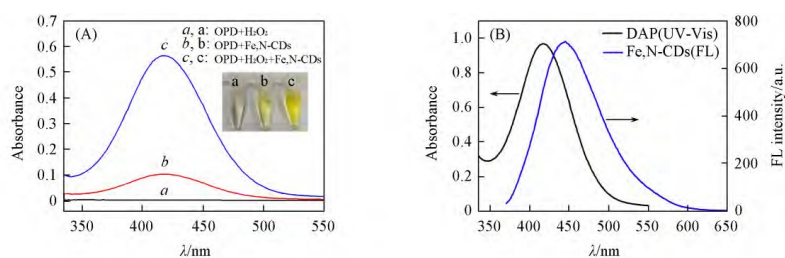 (A)
a, a: OPD+H₂O₂
b, b: OPD+Fe,N-CDs
c, c: OPD+H₂O₂+Fe,N-CDs
a b c
c
b
a
0.7
0.6
0.5
0.4
0.3
0.2
0.1
0
Absorbance
350 400 450 500 550
λ/nm
(B)
DAP(UV-Vis)
Fe,N-CDs(FL)
1.0
0.8
0.6
0.4
0.2
0.0
Absorbance
800
600
400
200
0
FL intensity/a.u.
350 400 450 500 550 600 650
λ/nm